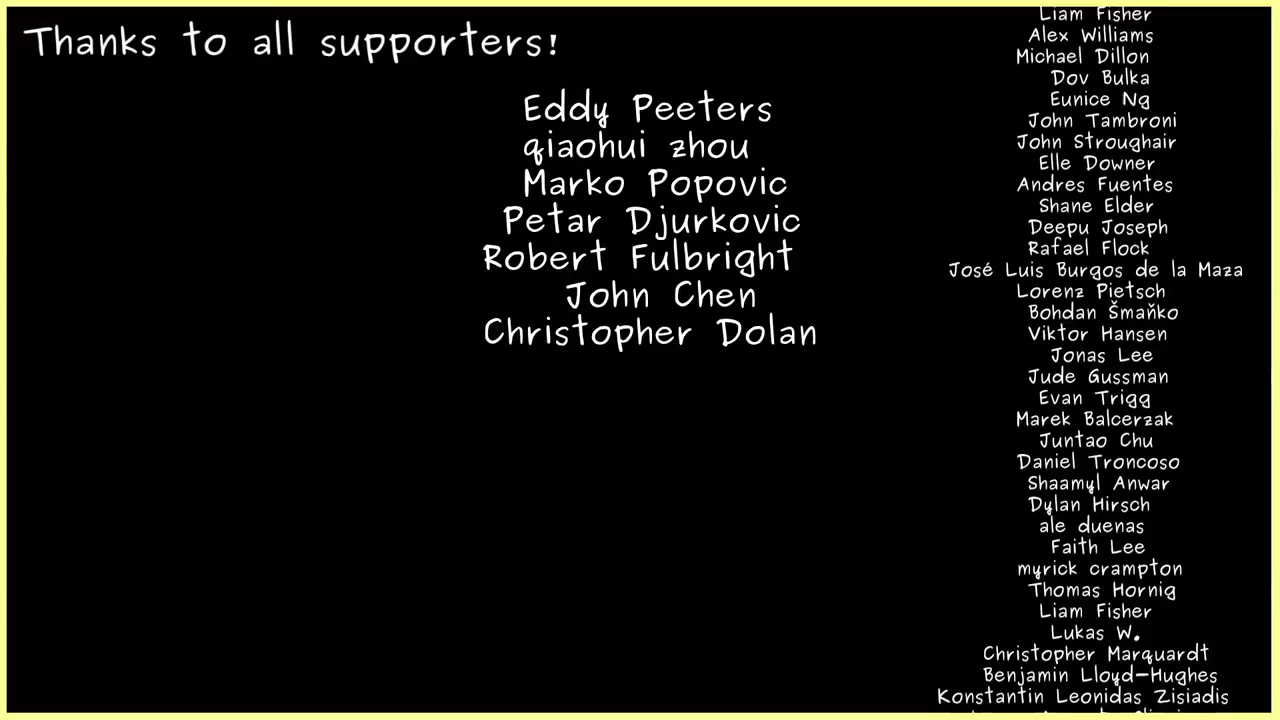 Thanks to all supporters!
Eddy Peeters
qiaohui zhou
Marko Popovic
Petar Djurkovic
Robert Fulbright
John Chen
Christopher Dolan
Liam Fisher
Alex Williams
Michael Dillon
Dov Bulka
Eunice Ng
John Tambroni
John Stroughair
Elle Downer
Andres Fuentes
Shane Elder
Deepu Joseph
Rafael Flock
José Luis Burgos de la Maza
Lorenz Pietsch
Bohdan Šmaňko
Viktor Hansen
Jonas Lee
Jude Gussman
Evan Trigg
Marek Balcerzak
Juntao Chu
Daniel Troncoso
Shaamyl Anwar
Dylan Hirsch
ale duenas
Faith Lee
myrick crampton
Thomas Hornig
Liam Fisher
Lukas W.
Christopher Marquardt
Benjamin Lloyd-Hughes
Konstantin Leonidas Zisiadis